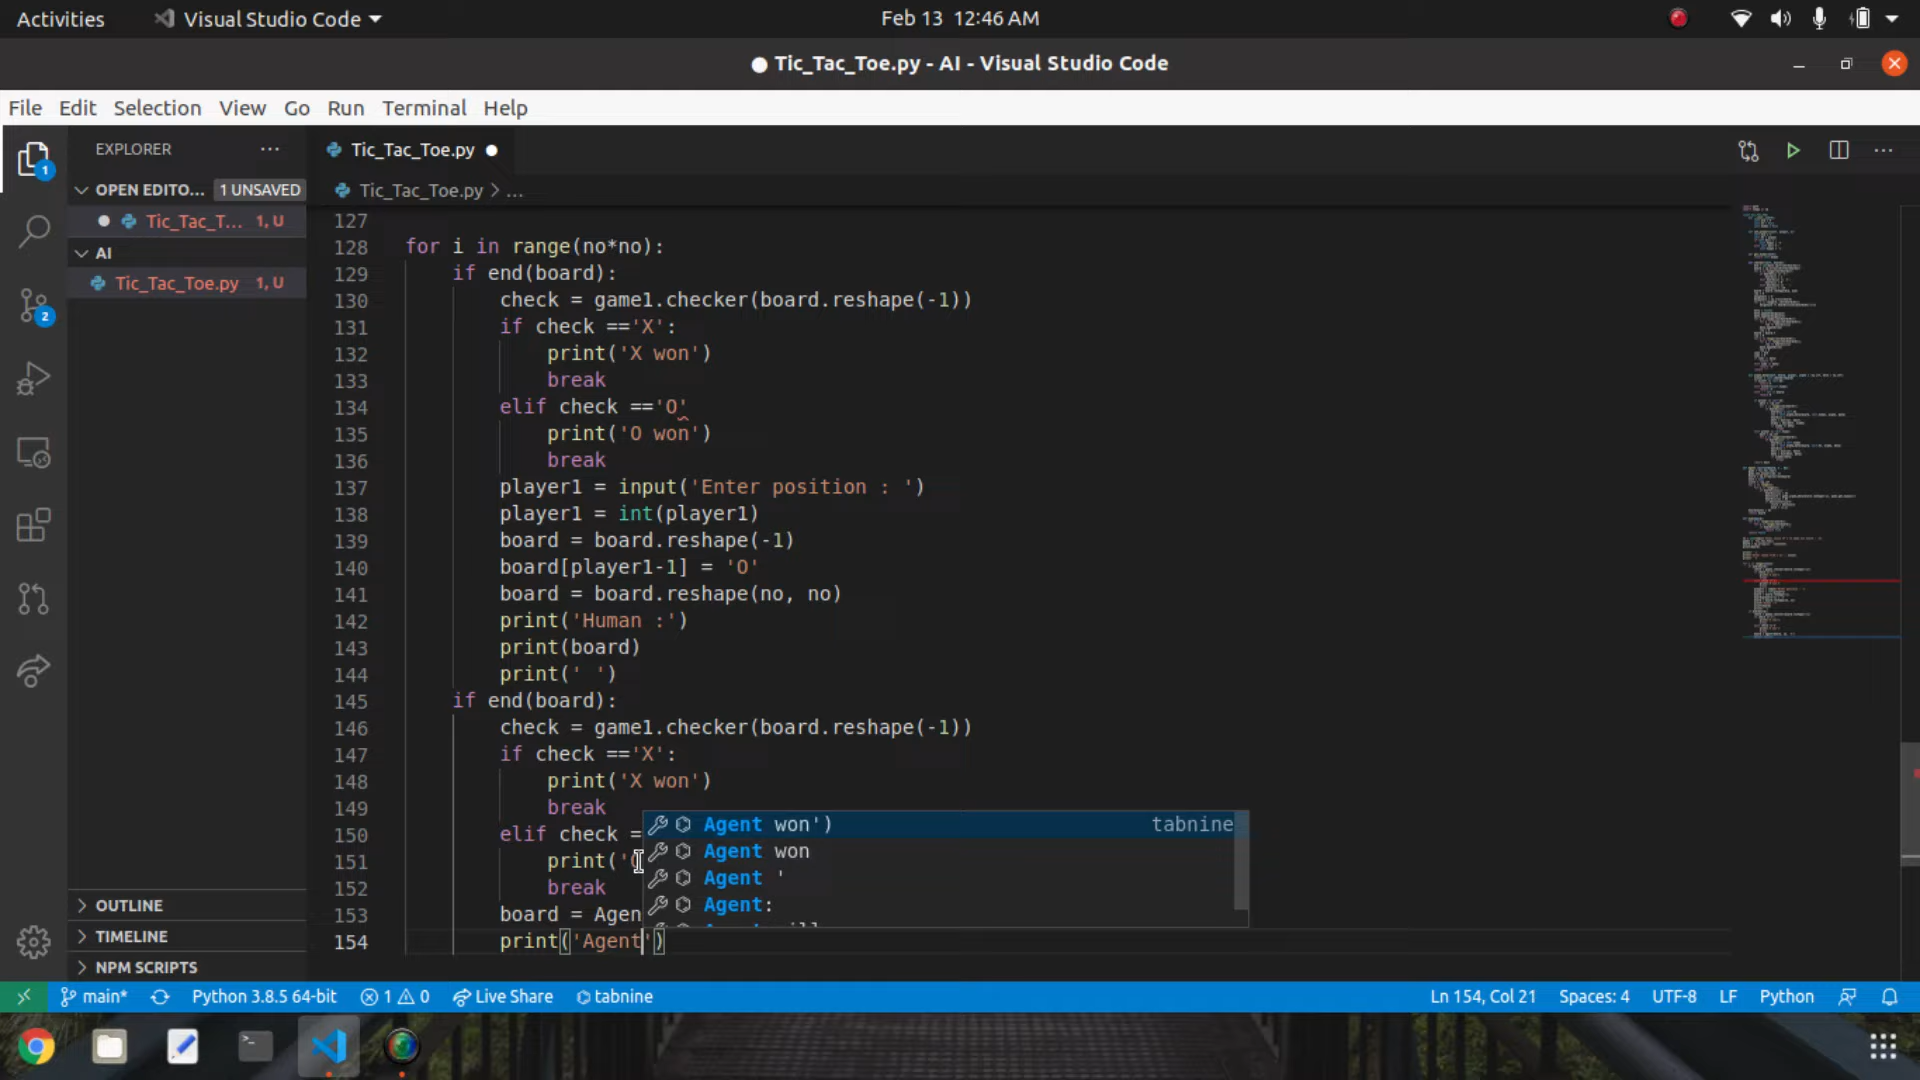 Activities
Visual Studio Code
Feb 13 12:46 AM
● Tic_Tac_Toe.py - AI - Visual Studio Code
File Edit Selection View Go Run Terminal Help
EXPLORER
Tic_Tac_Toe.py
OPEN EDITO... 1 UNSAVED
Tic_Tac_Toe.py > ...
Tic_Tac_T... 1, U
AI
Tic_Tac_Toe.py 1, U
1
2
127
128 for i in range(no*no):
129 if end(board):
130 check = game1.checker(board.reshape(-1))
131 if check =='X':
132 print('X won')
133 break
134 elif check =='O'
135 print('O won')
136 break
137 player1 = input('Enter position : ')
138 player1 = int(player1)
139 board = board.reshape(-1)
140 board[player1-1] = 'O'
141 board = board.reshape(no, no)
142 print('Human :')
143 print(board)
144 print(' ')
145 if end(board):
146 check = game1.checker(board.reshape(-1))
147 if check =='X':
148 print('X won')
149 break
150 elif check =
151 print('
152 break
153 board = Agen
154 print('Agent')
Agent won') tabnine
Agent won
Agent '
Agent:
OUTLINE
TIMELINE
NPM SCRIPTS
main* Python 3.8.5 64-bit 1 0 Live Share tabnine Ln 154, Col 21 Spaces: 4 UTF-8 LF Python